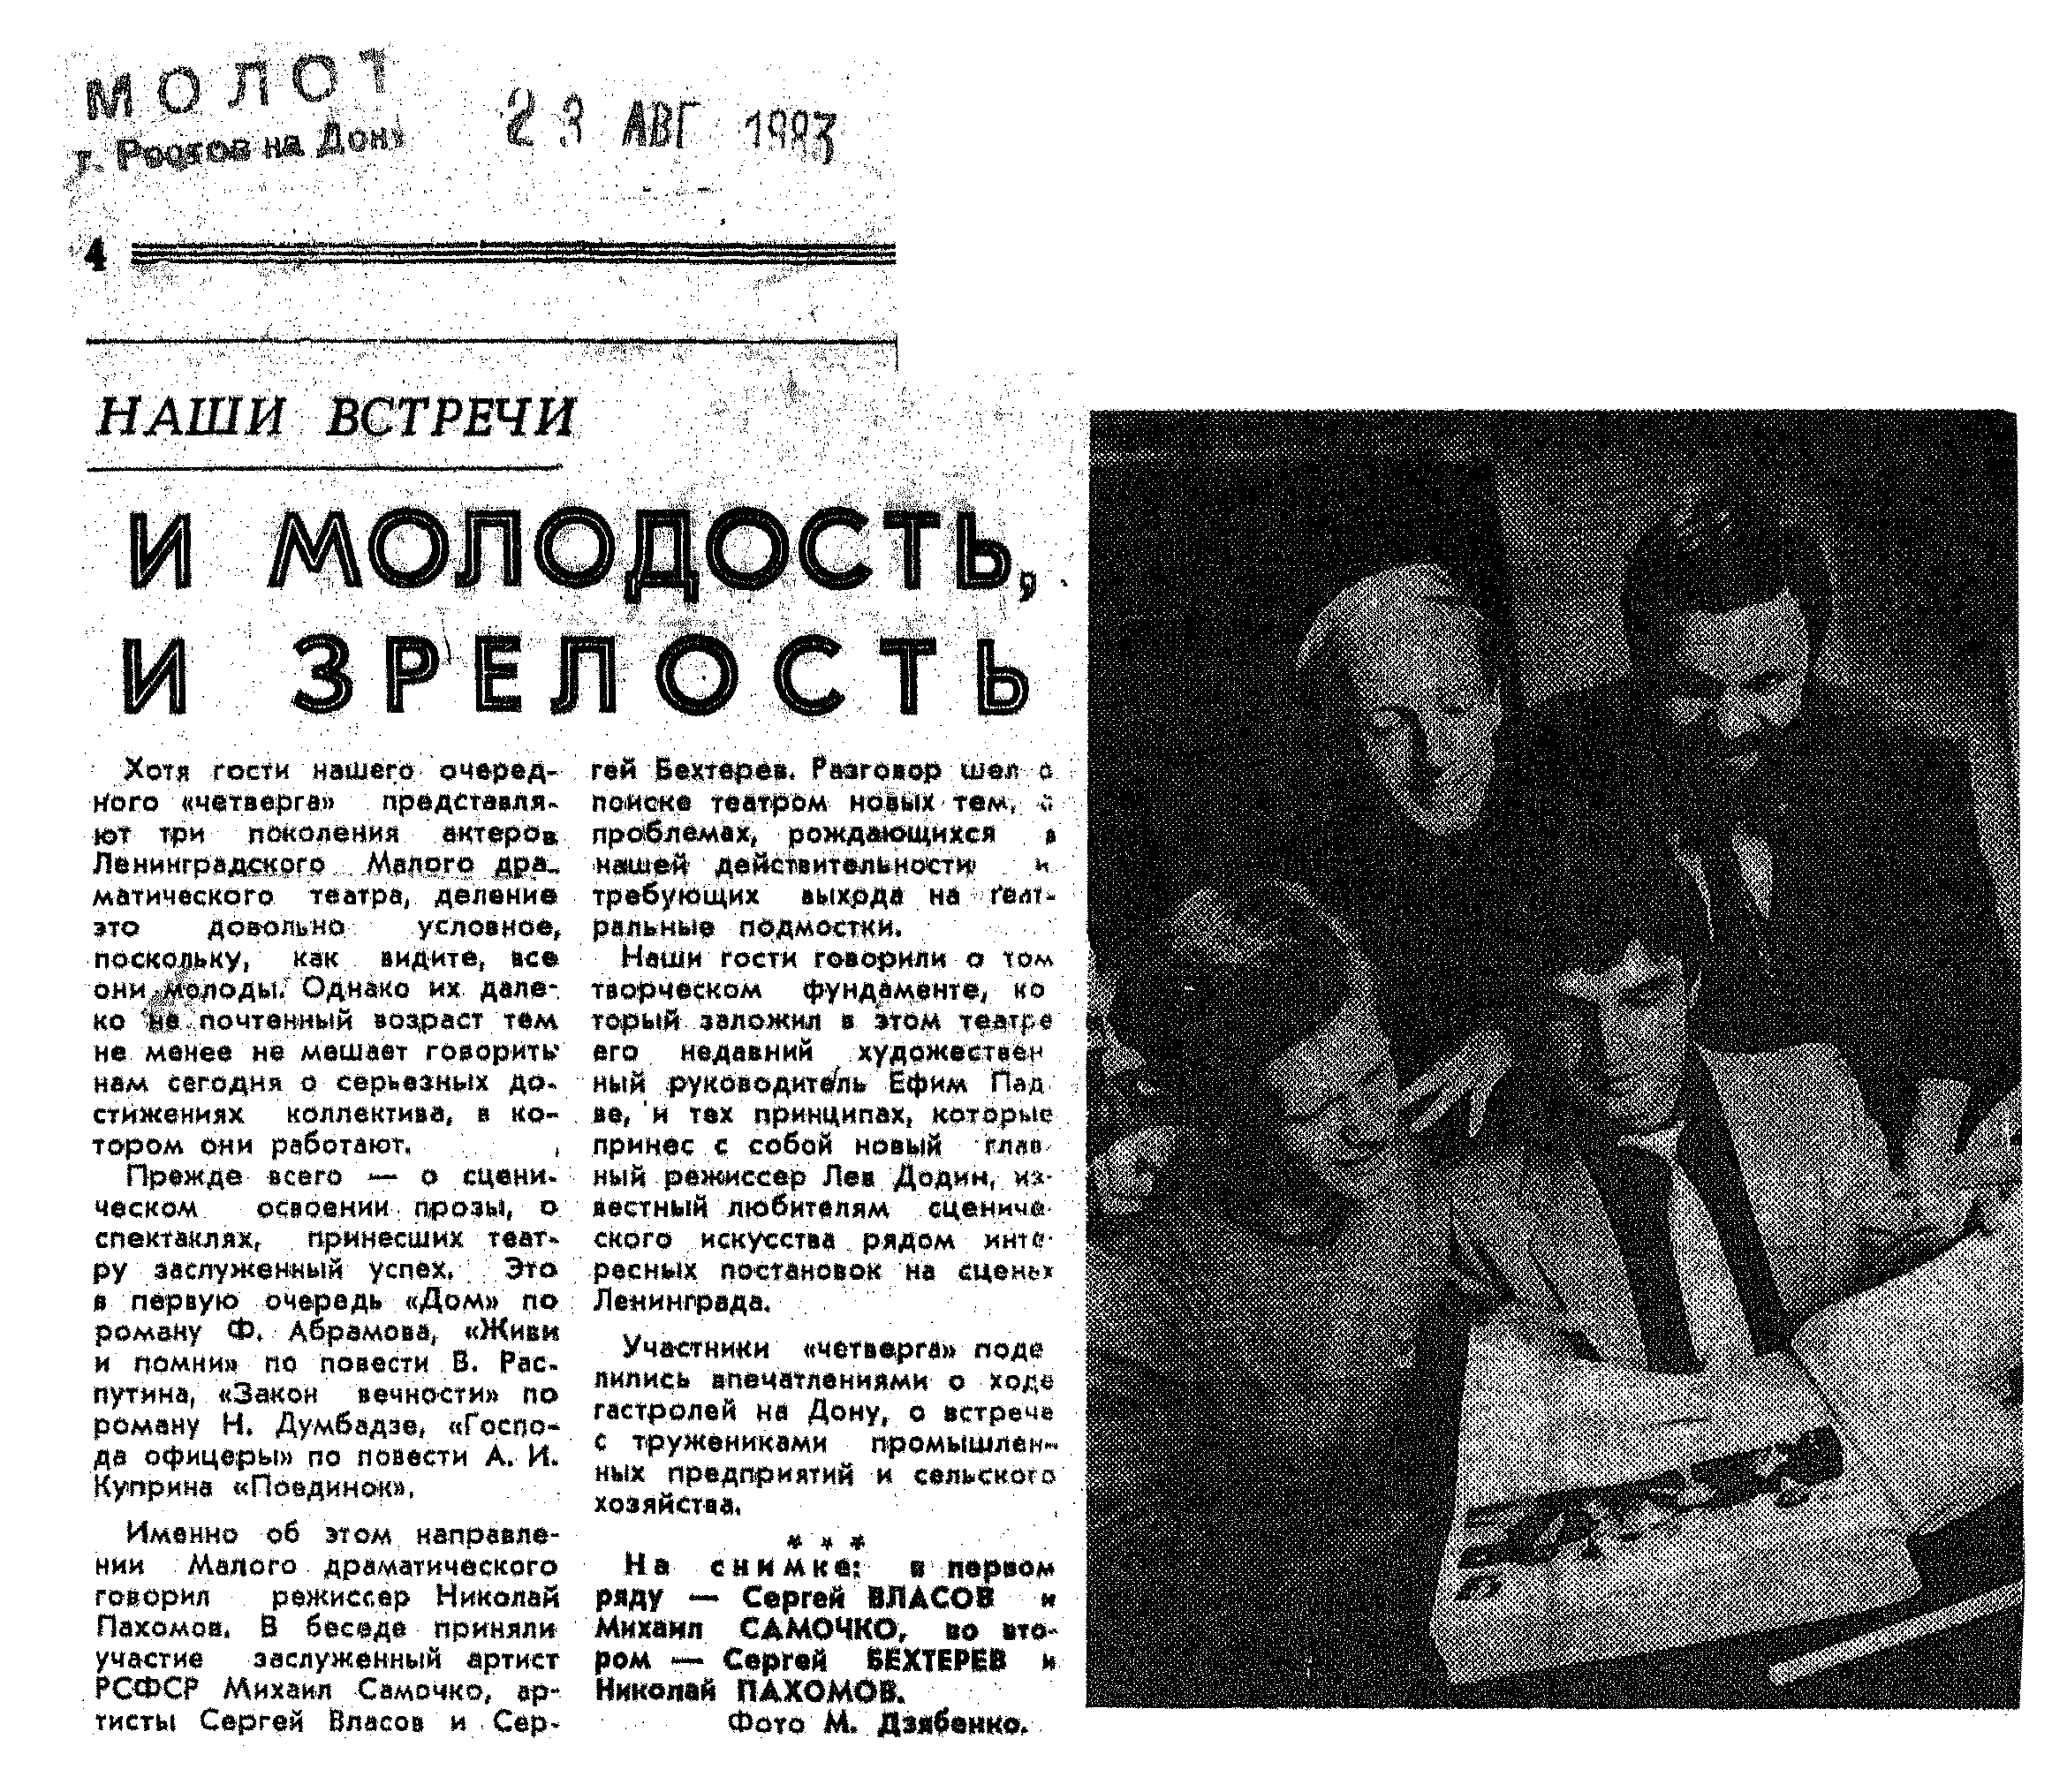 МОЛОТ
г. Ростов на Дону
23 АВГ 1983
4
НАШИ ВСТРЕЧИ
И МОЛОДОСТЬ,
И ЗРЕЛОСТЬ
Хотя гости нашего очеред-
ного «четверга» представля-
ют три поколения актеров
Ленинградского Малого дра-
матического театра, деление
это довольно условное,
поскольку, как видите, все
они молоды. Однако их дале-
ко не почтенный возраст тем
не менее не мешает говорить
нам сегодня о серьезных до-
стижениях коллектива, в ко-
тором они работают.
Прежде всего — о сцени-
ческом освоении прозы, о
спектаклях, принесших теат-
ру заслуженный успех. Это
в первую очередь «Дом» по
роману Ф. Абрамова, «Живи
и помни» по повести В. Рас-
путина, «Закон вечности» по
роману Н. Думбадзе, «Госпо-
да офицеры» по повести А. И.
Куприна «Поединок».
Именно об этом направле-
нии Малого драматического
говорил режиссер Николай
Пахомов. В беседе приняли
участие заслуженный артист
РСФСР Михаил Самочко, ар-
тисты Сергей Власов и Сер-
гей Бехтерев. Разговор шел о
поиске театром новых тем, о
проблемах, рождающихся в
нашей действительности и
требующих выхода на теат-
ральные подмостки.
Наши гости говорили о том
творческом фундаменте, ко
торый заложил в этом театре
его недавний художествен
ный руководитель Ефим Пад
ве, и тех принципах, которые
принес с собой новый глав-
ный режиссер Лев Додин, из-
вестный любителям сцениче-
ского искусства рядом инте-
ресных постановок на сценах
Ленинграда.
Участники «четверга» поде
лились впечатлениями о ходе
гастролей на Дону, о встрече
с тружениками промышлен-
ных предприятий и сельского
хозяйства.
* * *
На снимке: в первом
ряду — Сергей ВЛАСОВ и
Михаил САМОЧКО, во вто-
ром — Сергей БЕХТЕРЕВ и
Николай ПАХОМОВ.
Фото М. Дзябенко.